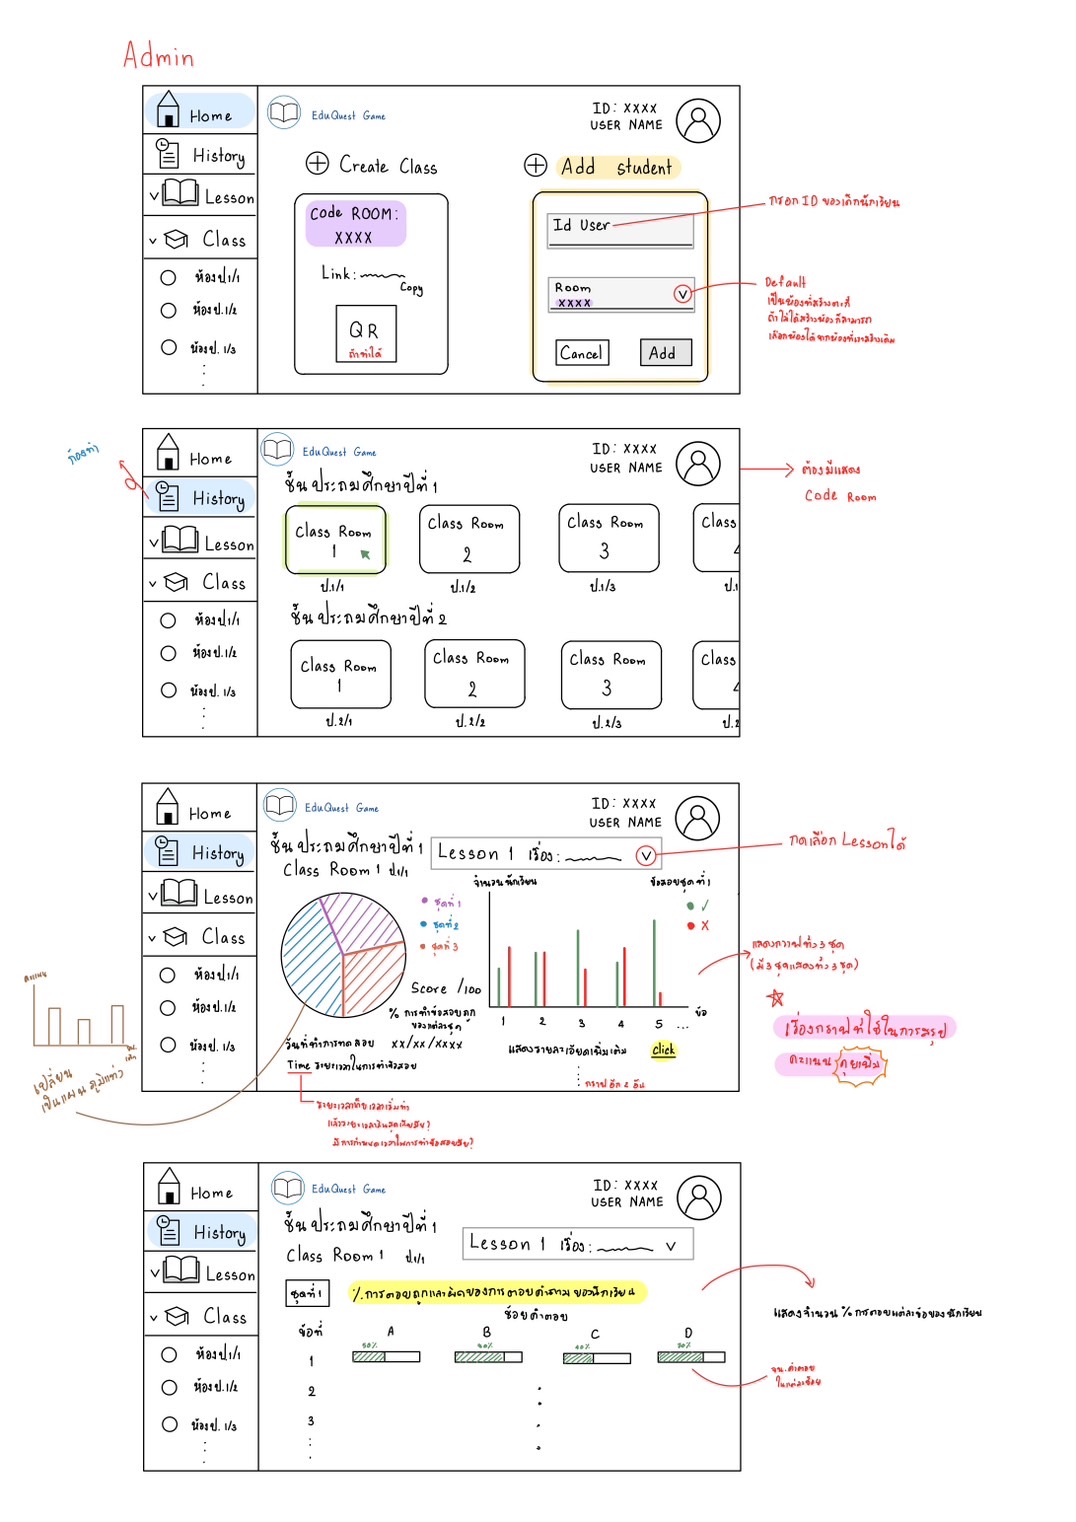 Admin
Home
EduQuest Game
ID: XXXX
USER NAME
History
Create Class
Add student
Lesson
Code ROOM:
XXXX
Id User
กรอก ID ของเด็กนักเรียน
Class
ห้องป.1/1
Link:
Copy
Room
XXXX
Default
เป็นห้องที่สร้างตะกี้
ถ้าไม่ได้สร้างห้องก็สามารถ
เลือกห้องได้จากห้องที่เราสร้างเดิม
ห้องป.1/2
QR
ถ้าทำได้
ห้องป. 1/3
Cancel
Add
Home
EduQuest Game
ID: XXXX
USER NAME
ต้องทำ
History
ชั้นประถมศึกษาปีที่ 1
ต้องมีแสดง
Code Room
Lesson
Class Room
1
Class Room
2
Class Room
3
Class
Class
ป.1/1
ป.1/2
ป.1/3
ห้องป.1/1
ชั้นประถมศึกษาปีที่ 2
ห้องป.1/2
Class Room
1
Class Room
2
Class Room
3
Class
ห้องป. 1/3
ป.2/1
ป.2/2
ป.2/3
Home
EduQuest Game
ID: XXXX
USER NAME
History
ชั้นประถมศึกษาปีที่ 1
Class Room 1 ป.1/1
Lesson 1 เรื่อง:
กดเลือก Lessonได้
Lesson
จำนวนนักเรียน
ข้อสอบชุดที่ 1
✓
X
ชุดที่ 1
ชุดที่ 2
ชุดที่ 3
Class
แสดงกราฟทั้ง 3 ชุด
(มี 3 ชุดแสดงทั้ง 3 ชุด)
คะแนน
ห้องป.1/1
Score /100
% การทำข้อสอบถูก
ของแต่ละชุด
ข้อ
1 2 3 4 5 ...
เรื่องกราฟที่ใช้ในการสรุป
คะแนน คุยเพิ่ม
ห้องป.1/2
ห้องป. 1/3
วันที่ทำการทดสอบ XX/XX/XXXX
Time ระยะเวลาในการทำข้อสอบ
แสดงรายละเอียดเพิ่มเติม click
กราฟ อีก 2 อัน
เปลี่ยน
เป็นแผนภูมิแท่ง
ระยะเวลาเก็บเวลาเริ่มทำ
แล้วระยะเวลาสิ้นสุดเลยมั้ย?
มีการกำหนดเวลาในการทำข้อสอบมั้ย?
Home
EduQuest Game
ID: XXXX
USER NAME
History
ชั้นประถมศึกษาปีที่ 1
Class Room 1 ป.1/1
Lesson 1 เรื่อง:
Lesson
ชุดที่ 1
% การตอบถูกและผิดของการตอบคำถาม ของนักเรียน
ช้อยคำตอบ
แสดงจำนวน % การตอบแต่ละข้อของนักเรียน
Class
ข้อที่
A B C D
50% 80% 40% 70%
ห้องป.1/1
1
จน.คำตอบ
ในแต่ละช้อย
ห้องป.1/2
2
ห้องป. 1/3
3